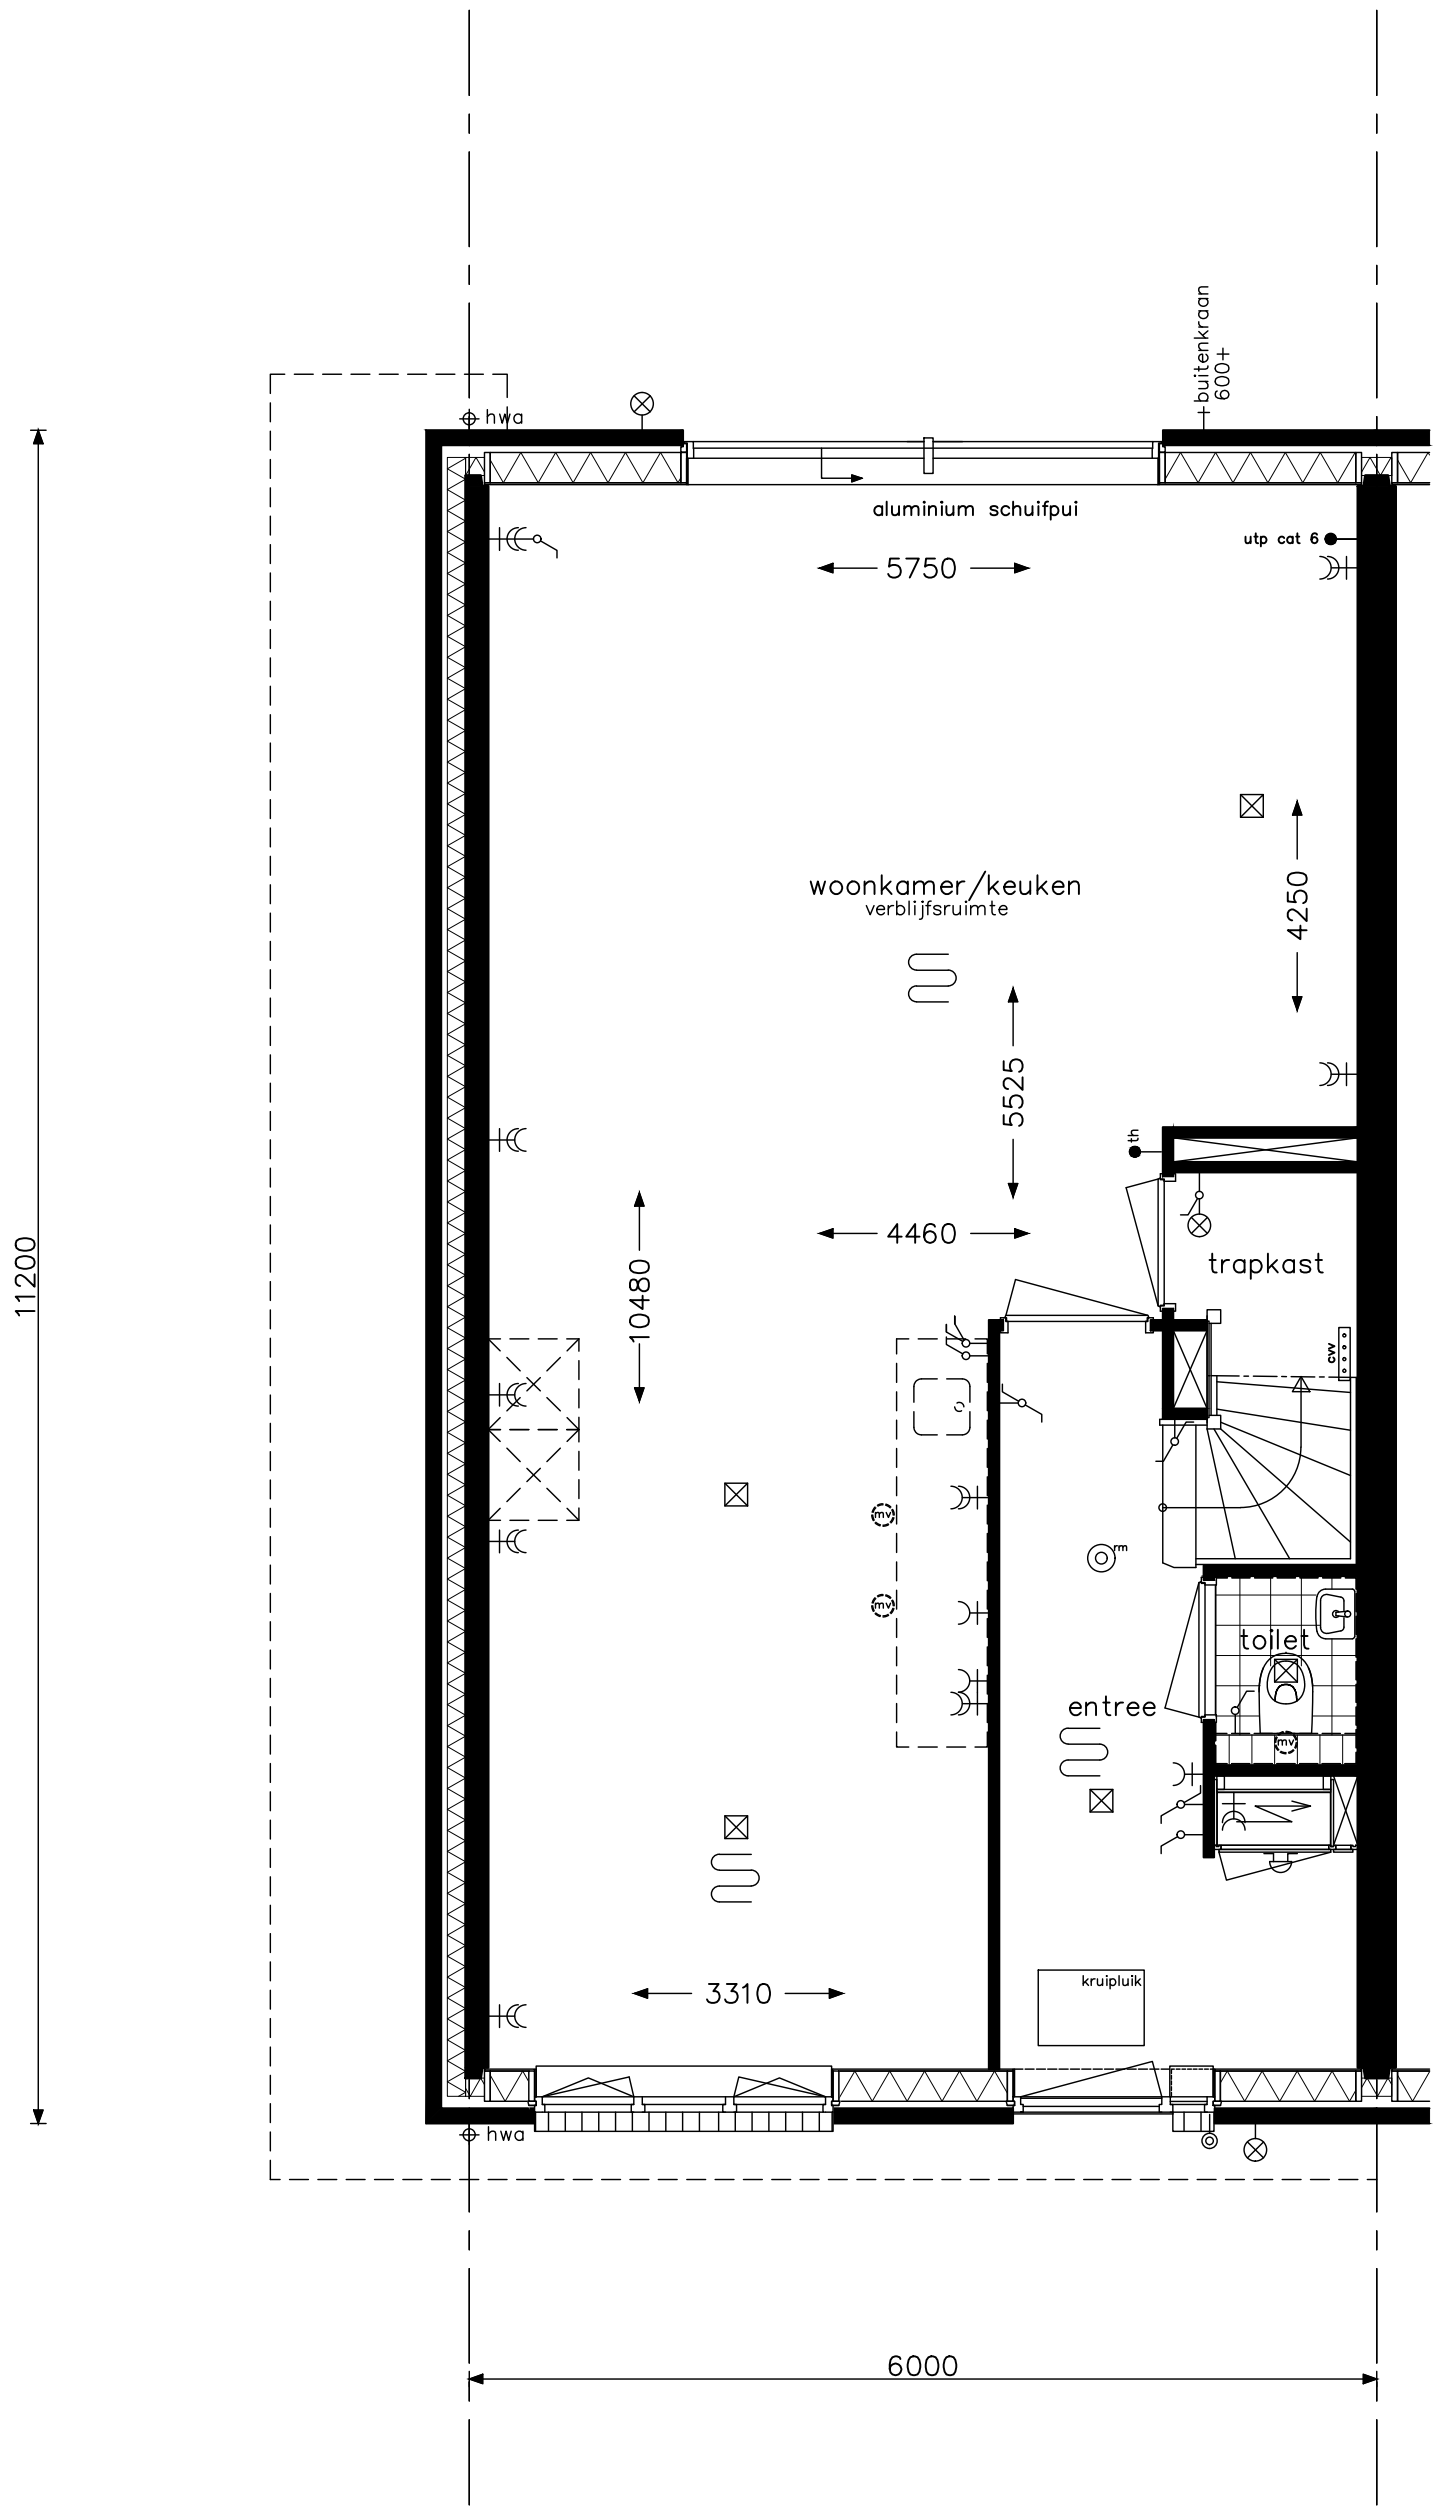 buitenkraan
600+
hwa
aluminium schuifpui
utp cat 6
5750
woonkamer/keuken
verblijfsruimte
4250
5525
th
11200
4460
10480
trapkast
cvv
mv
rm
mv
toilet
entree
mv
kruipluik
3310
hwa
6000